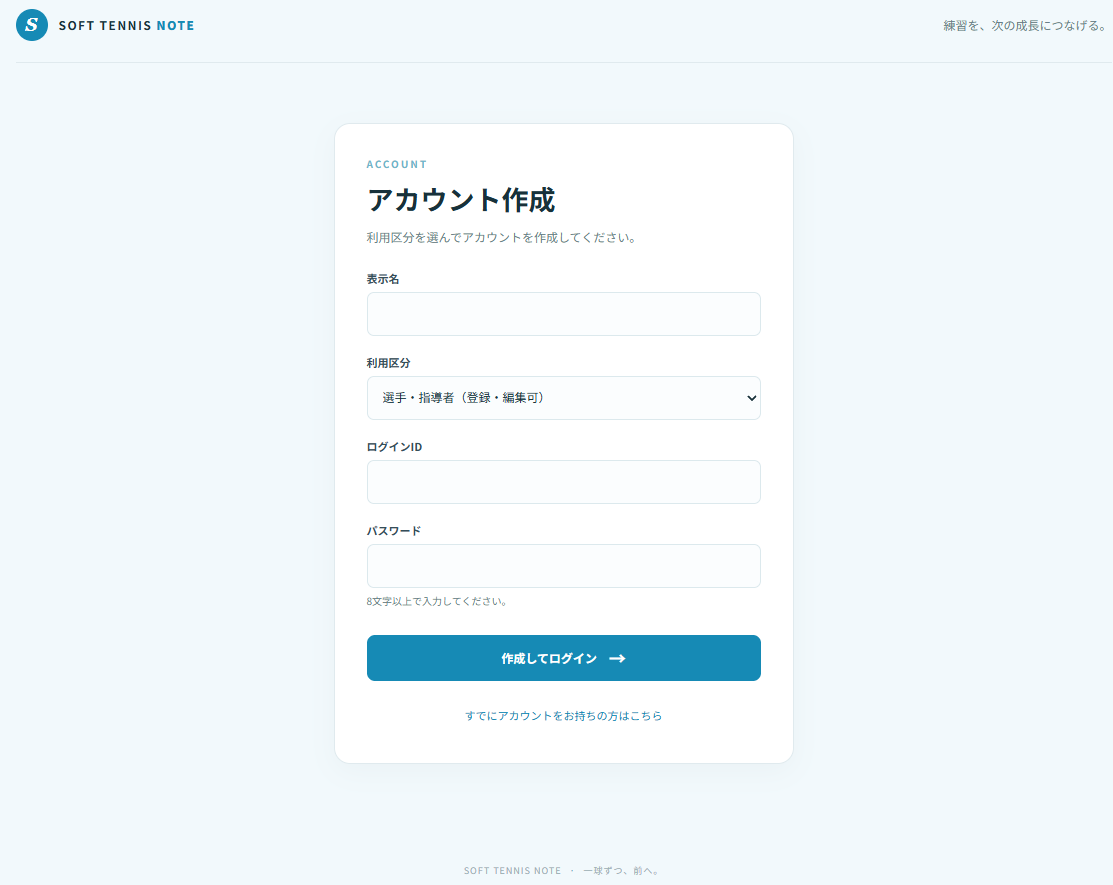 S SOFT TENNIS NOTE
練習を、次の成長につなげる。
ACCOUNT
アカウント作成
利用区分を選んでアカウントを作成してください。
表示名
利用区分
選手・指導者（登録・編集可）
ログインID
パスワード
8文字以上で入力してください。
作成してログイン →
すでにアカウントをお持ちの方はこちら
SOFT TENNIS NOTE ・ 一球ずつ、前へ。